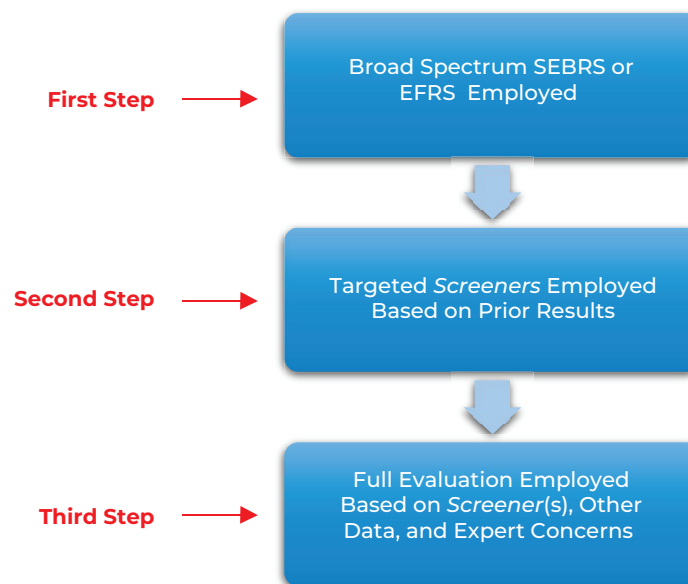 First Step
Broad Spectrum SEBRS or
EFRS Employed
Second Step
Targeted Screeners Employed
Based on Prior Results
Third Step
Full Evaluation Employed
Based on Screener(s), Other
Data, and Expert Concerns